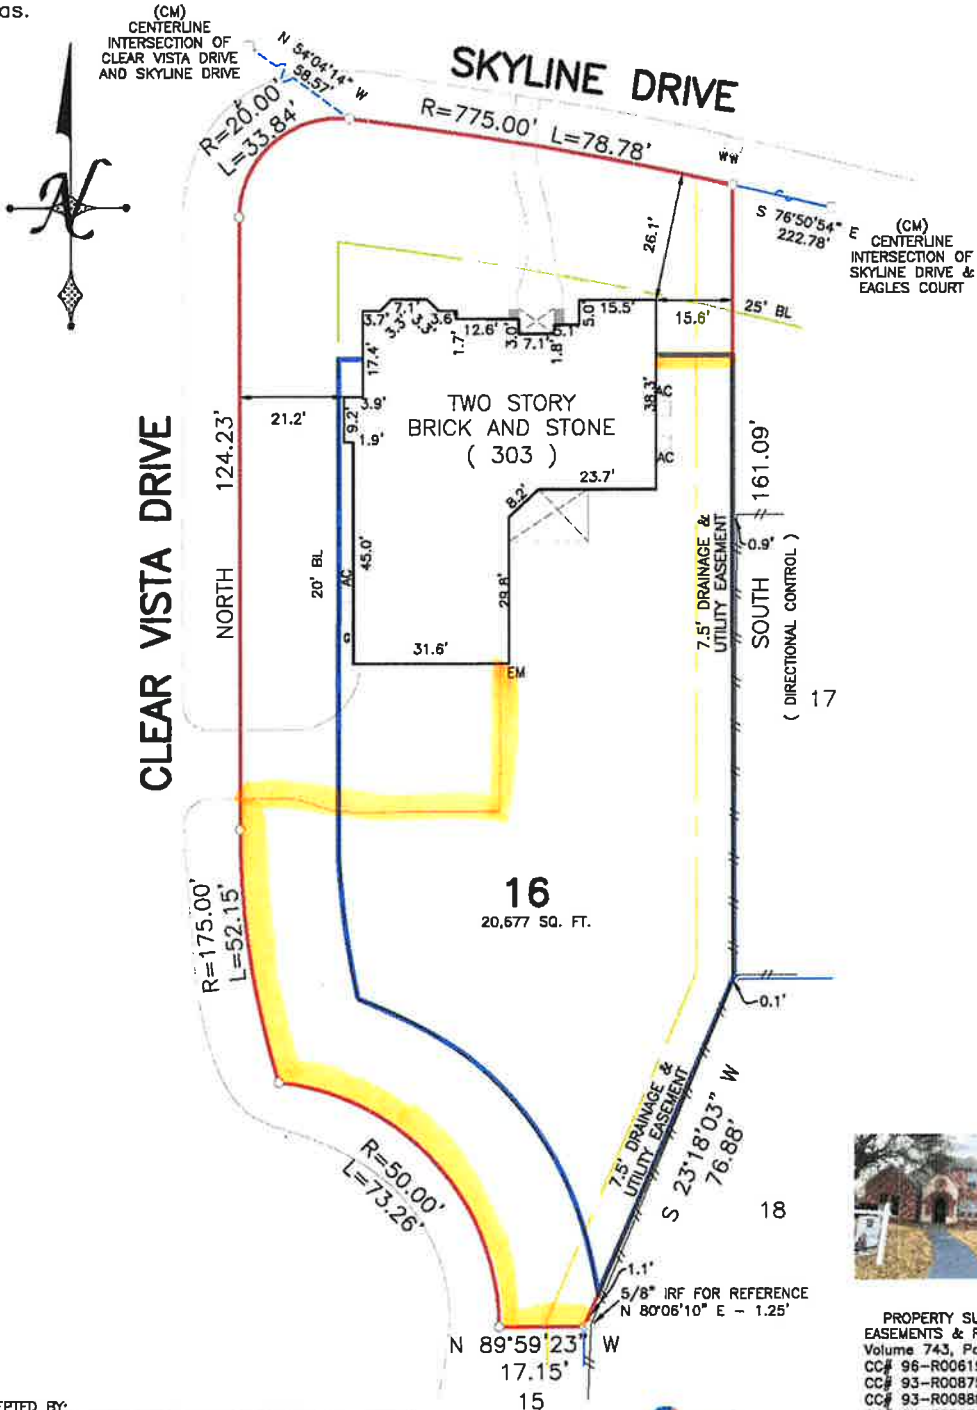 as.
(CM)
CENTERLINE
INTERSECTION OF
CLEAR VISTA DRIVE
AND SKYLINE DRIVE
N 54°04'14" W
58.57'
SKYLINE DRIVE
R=20.00'
L=33.84'
R=775.00' L=78.78'
WW
N
S 76°50'54" E
222.78'
(CM)
CENTERLINE
INTERSECTION OF
SKYLINE DRIVE &
EAGLES COURT
26.1'
25' BL
15.6'
3.7'
3.3'
7.1'
3.3'
3.6'
1.7'
12.6'
3.0'
7.1'
1.8'
5.1'
5.0'
15.5'
17.4'
3.9'
9.2'
1.9'
21.2'
TWO STORY
BRICK AND STONE
( 303 )
38.3'
AC
AC
23.7'
8.2'
CLEAR VISTA DRIVE
NORTH 124.23'
20' BL
45.0'
AC
G
29.8'
31.6'
EM
7.5' DRAINAGE &
UTILITY EASEMENT
SOUTH 161.09'
( DIRECTIONAL CONTROL )
0.9'
17
16
20,677 SQ. FT.
R=175.00'
L=52.15'
0.1'
7.5' DRAINAGE &
UTILITY EASEMENT
S 23°18'03" W
76.88'
R=50.00'
L=73.26'
18
1.1'
5/8" IRF FOR REFERENCE
N 80°06'10" E - 1.25'
N 89°59'23" W
17.15'
15
PROPERTY SU
EASEMENTS &
Volume 743, Pa
CC# 96-R0061
CC# 93-R0087
CC# 93-R0088
EPTED BY: